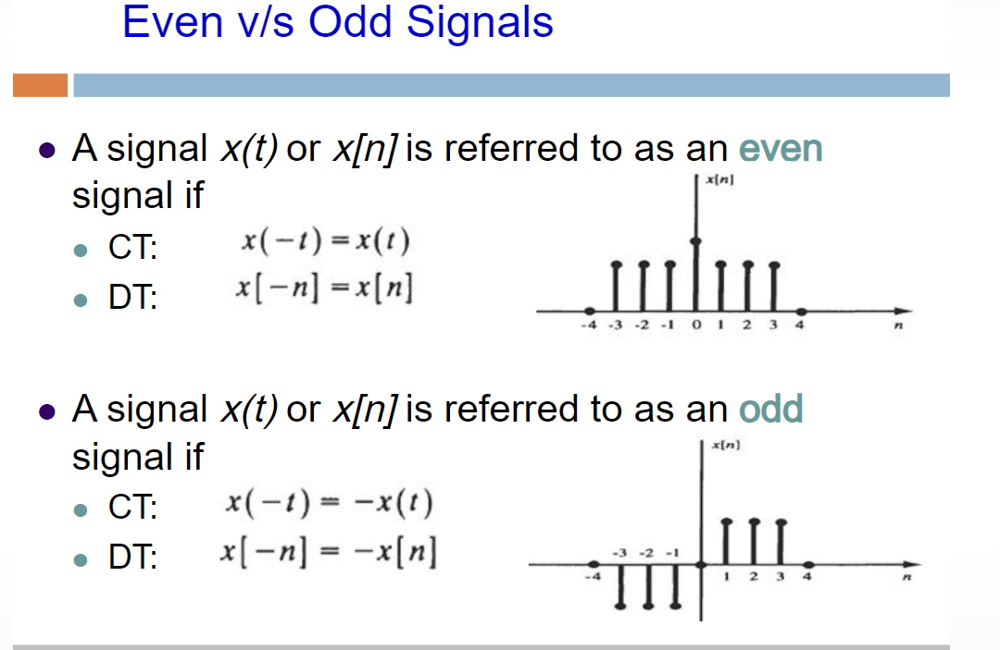 Even v/s Odd Signals
● A signal x(t) or x[n] is referred to as an even
signal if
x[n]
● CT: x(−t) = x(t)
● DT: x[−n] = x[n]
-4 -3 -2 -1 0 1 2 3 4 n
● A signal x(t) or x[n] is referred to as an odd
signal if
x[n]
● CT: x(−t) = −x(t)
● DT: x[−n] = −x[n]
-3 -2 -1
-4 1 2 3 4 n